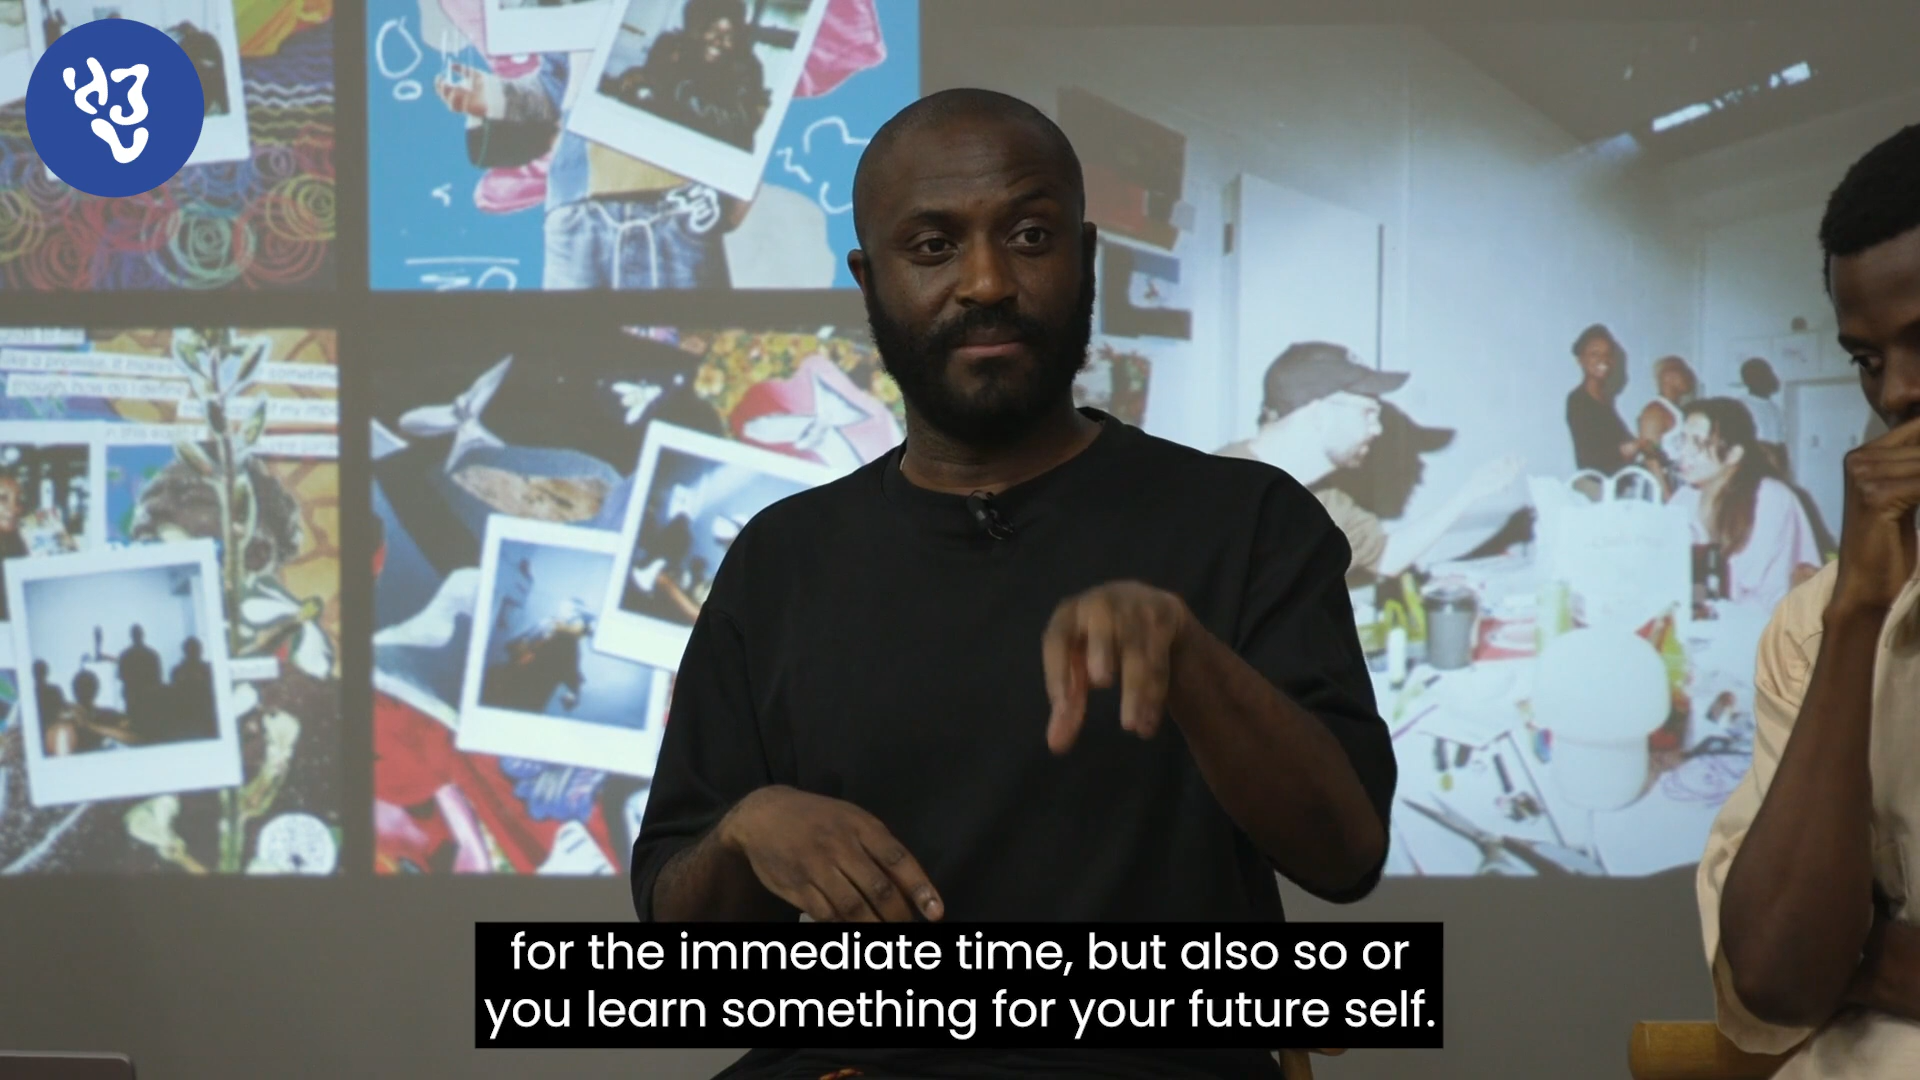 for the immediate time, but also so or
you learn something for your future self.